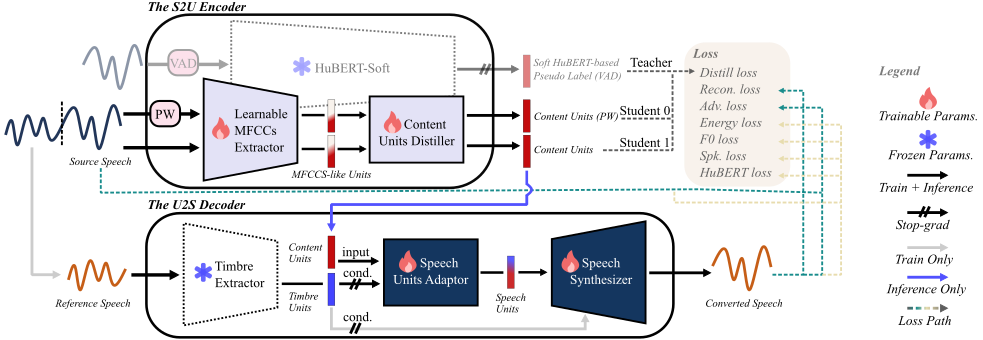 The S2U Encoder
VAD
HuBERT-Soft
PW
Learnable
MFCCs
Extractor
Content
Units Distiller
MFCCS-like Units
Source Speech
Soft HuBERT-based
Pseudo Label (VAD)
Content Units (PW)
Content Units
Teacher
Student 0
Student 1
Loss
Distill loss
Recon. loss
Adv. loss
Energy loss
F0 loss
Spk. loss
HuBERT loss
The U2S Decoder
Reference Speech
Timbre
Extractor
Content
Units
Timbre
Units
input
cond.
cond.
Speech
Units Adaptor
Speech
Units
Speech
Synthesizer
Converted Speech
Legend
Trainable Params.
Frozen Params.
Train + Inference
Stop-grad
Train Only
Inference Only
Loss Path